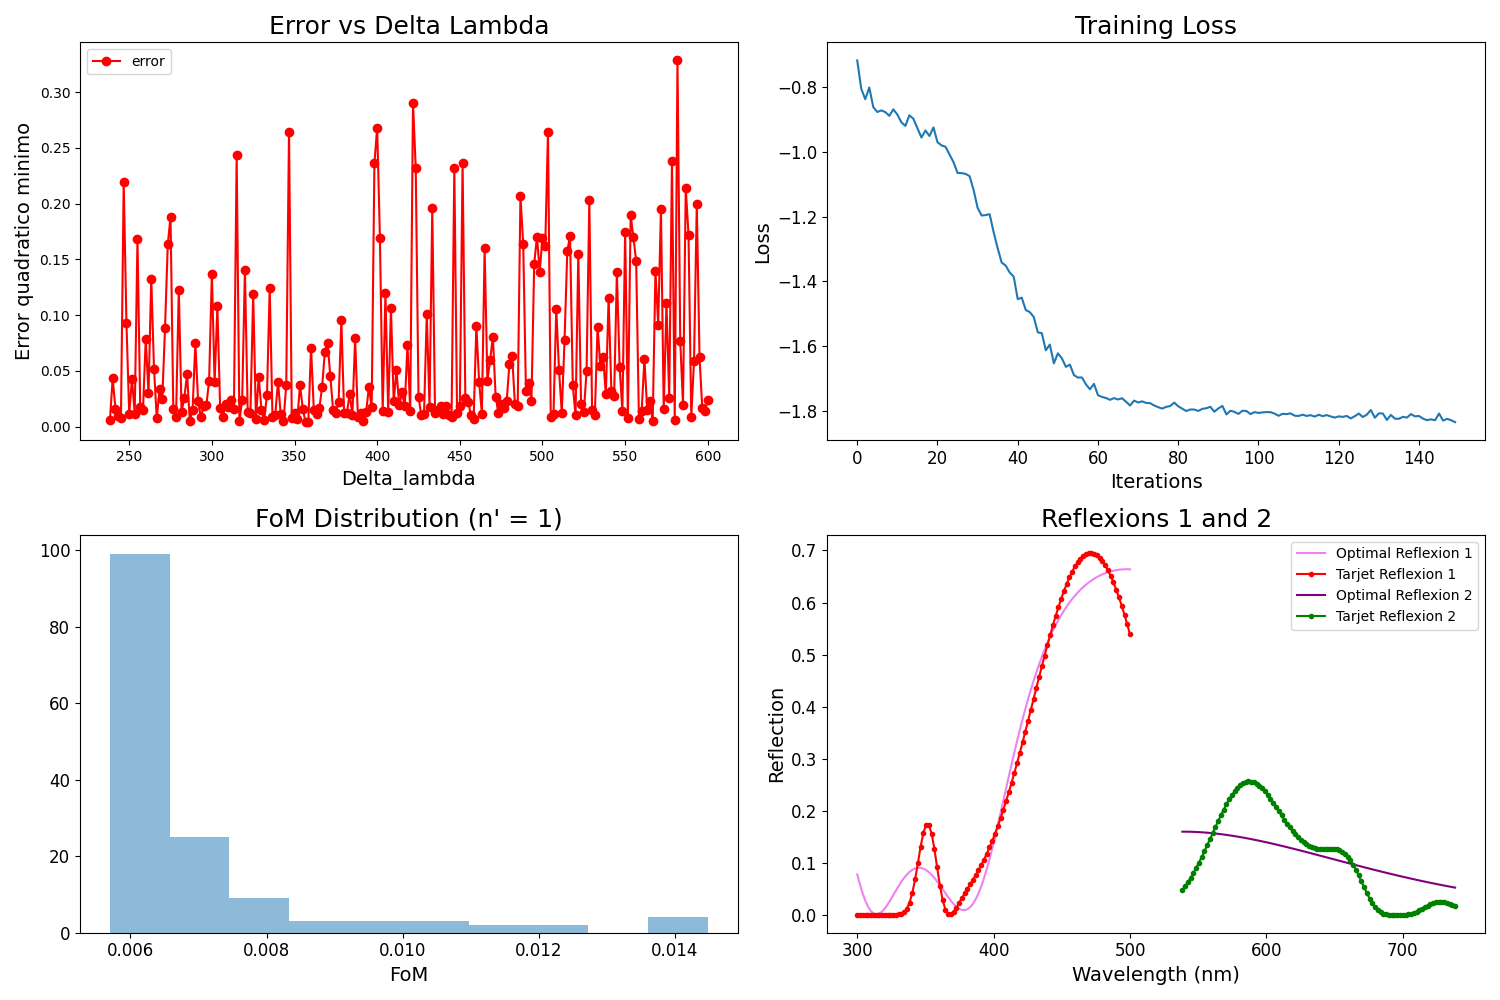 Error vs Delta Lambda
error
Error quadratico minimo
0.30
0.25
0.20
0.15
0.10
0.05
0.00
250 300 350 400 450 500 550 600
Delta_lambda
Training Loss
Loss
−0.8
−1.0
−1.2
−1.4
−1.6
−1.8
0 20 40 60 80 100 120 140
Iterations
FoM Distribution (n' = 1)
100
80
60
40
20
0
0.006 0.008 0.010 0.012 0.014
FoM
Reflexions 1 and 2
Optimal Reflexion 1
Tarjet Reflexion 1
Optimal Reflexion 2
Tarjet Reflexion 2
Reflection
0.7
0.6
0.5
0.4
0.3
0.2
0.1
0.0
300 400 500 600 700
Wavelength (nm)